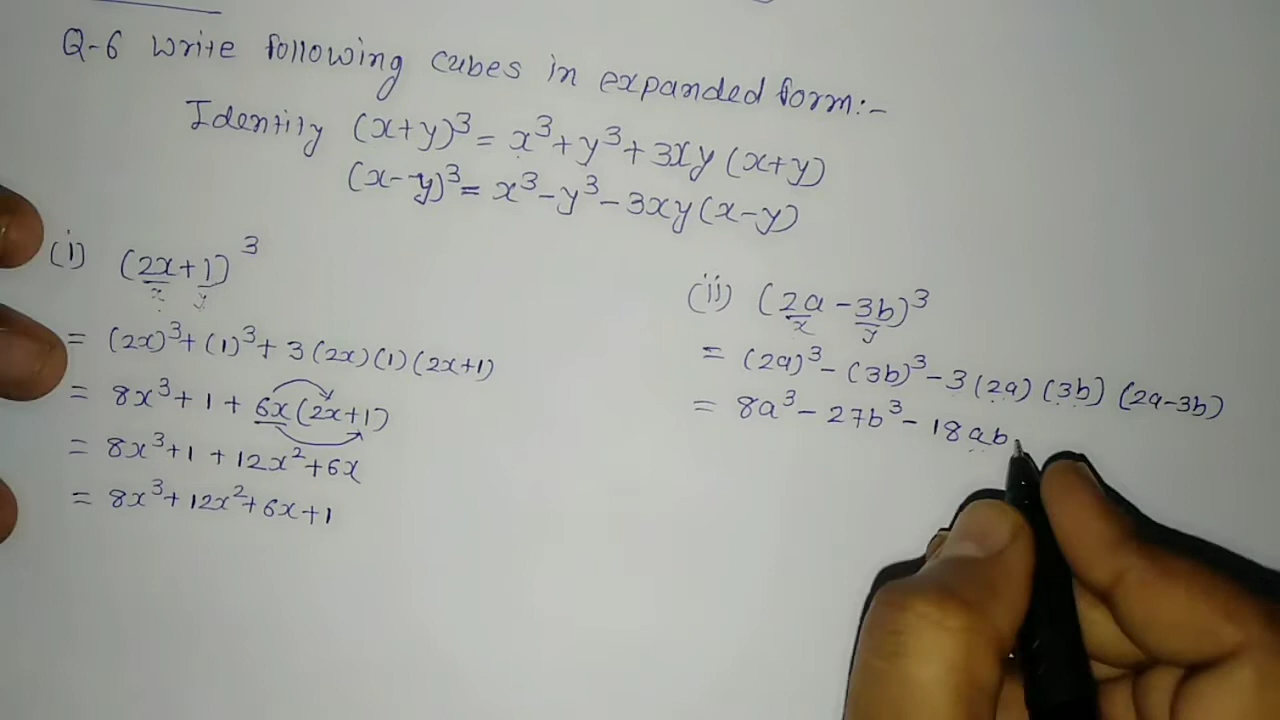 Q-6 Write following cubes in expanded form:-
Identity (x+y)³ = x³+y³+3xy(x+y)
(x-y)³ = x³-y³-3xy(x-y)
(i) (2x+1)³
x y
= (2x)³+(1)³+3(2x)(1)(2x+1)
= 8x³+1+6x(2x+1)
= 8x³+1+12x²+6x
= 8x³+12x²+6x+1
(ii) (2a-3b)³
x y
= (2a)³-(3b)³-3(2a)(3b)(2a-3b)
= 8a³-27b³-18ab